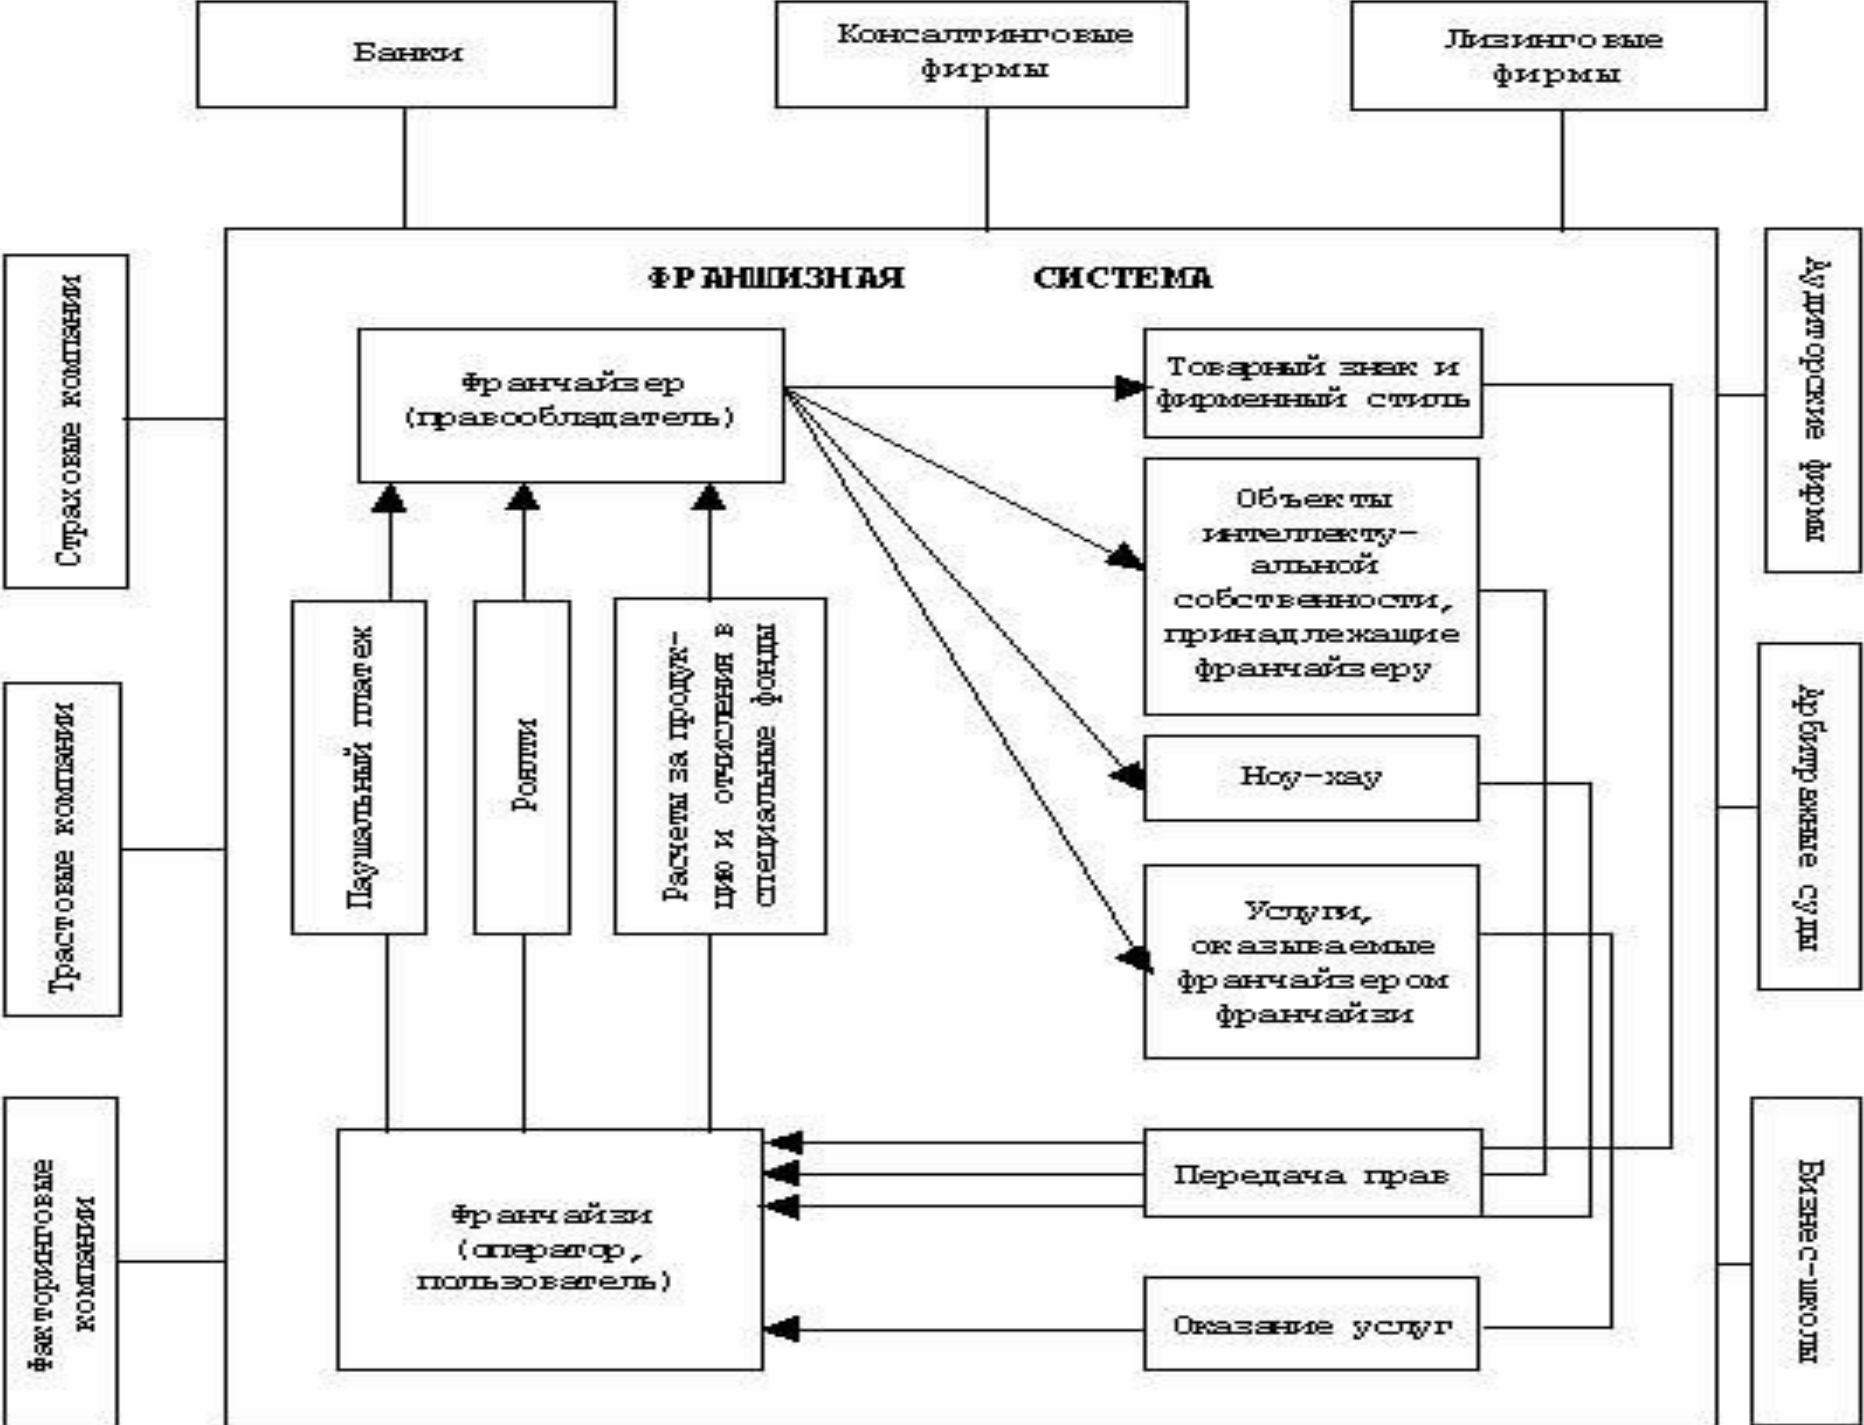 Банки
Консалтинговые
фирмы
Лизинговые
фирмы
ФРАНШИЗНАЯ СИСТЕМА
Страховые компании
Трастовые компании
Факторинговые
компании
Франчайзер
(правообладатель)
Паушальный платеж
Роялти
Расчеты за продук-
цию и отчисления в
специальные фонды
Франчайзи
(оператор,
пользователь)
Товарный знак и
фирменный стиль
Объекты
интеллекту-
альной
собственности,
принадлежащие
франчайзеру
Ноу-хау
Услуги,
оказываемые
франчайзером
франчайзи
Передача прав
Оказание услуг
Аудиторские фирмы
Арбитражные суды
Бизнес-школы